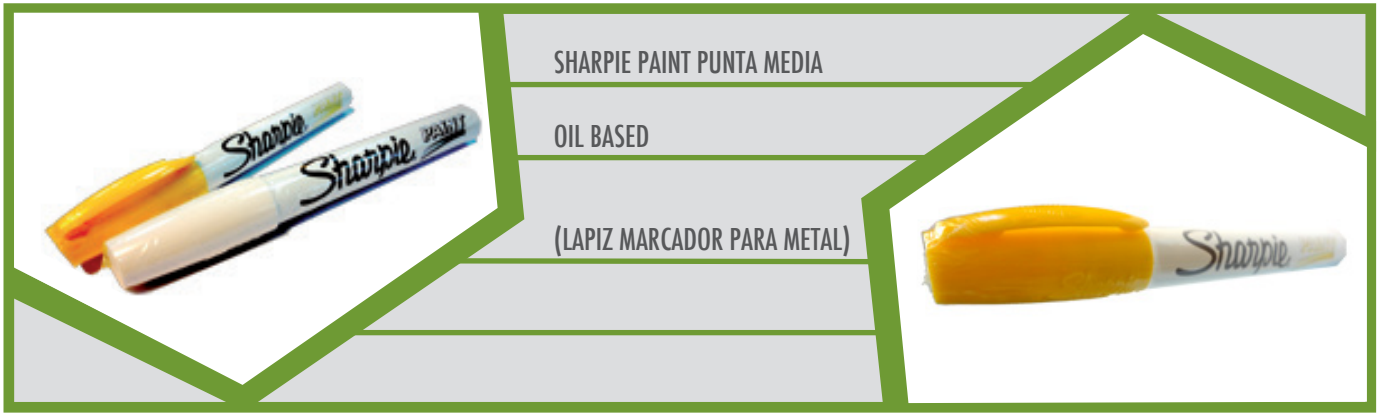 SHARPIE PAINT PUNTA MEDIA
OIL BASED
(LAPIZ MARCADOR PARA METAL)
Sharpie
Sharpie PAINT
Sharpie